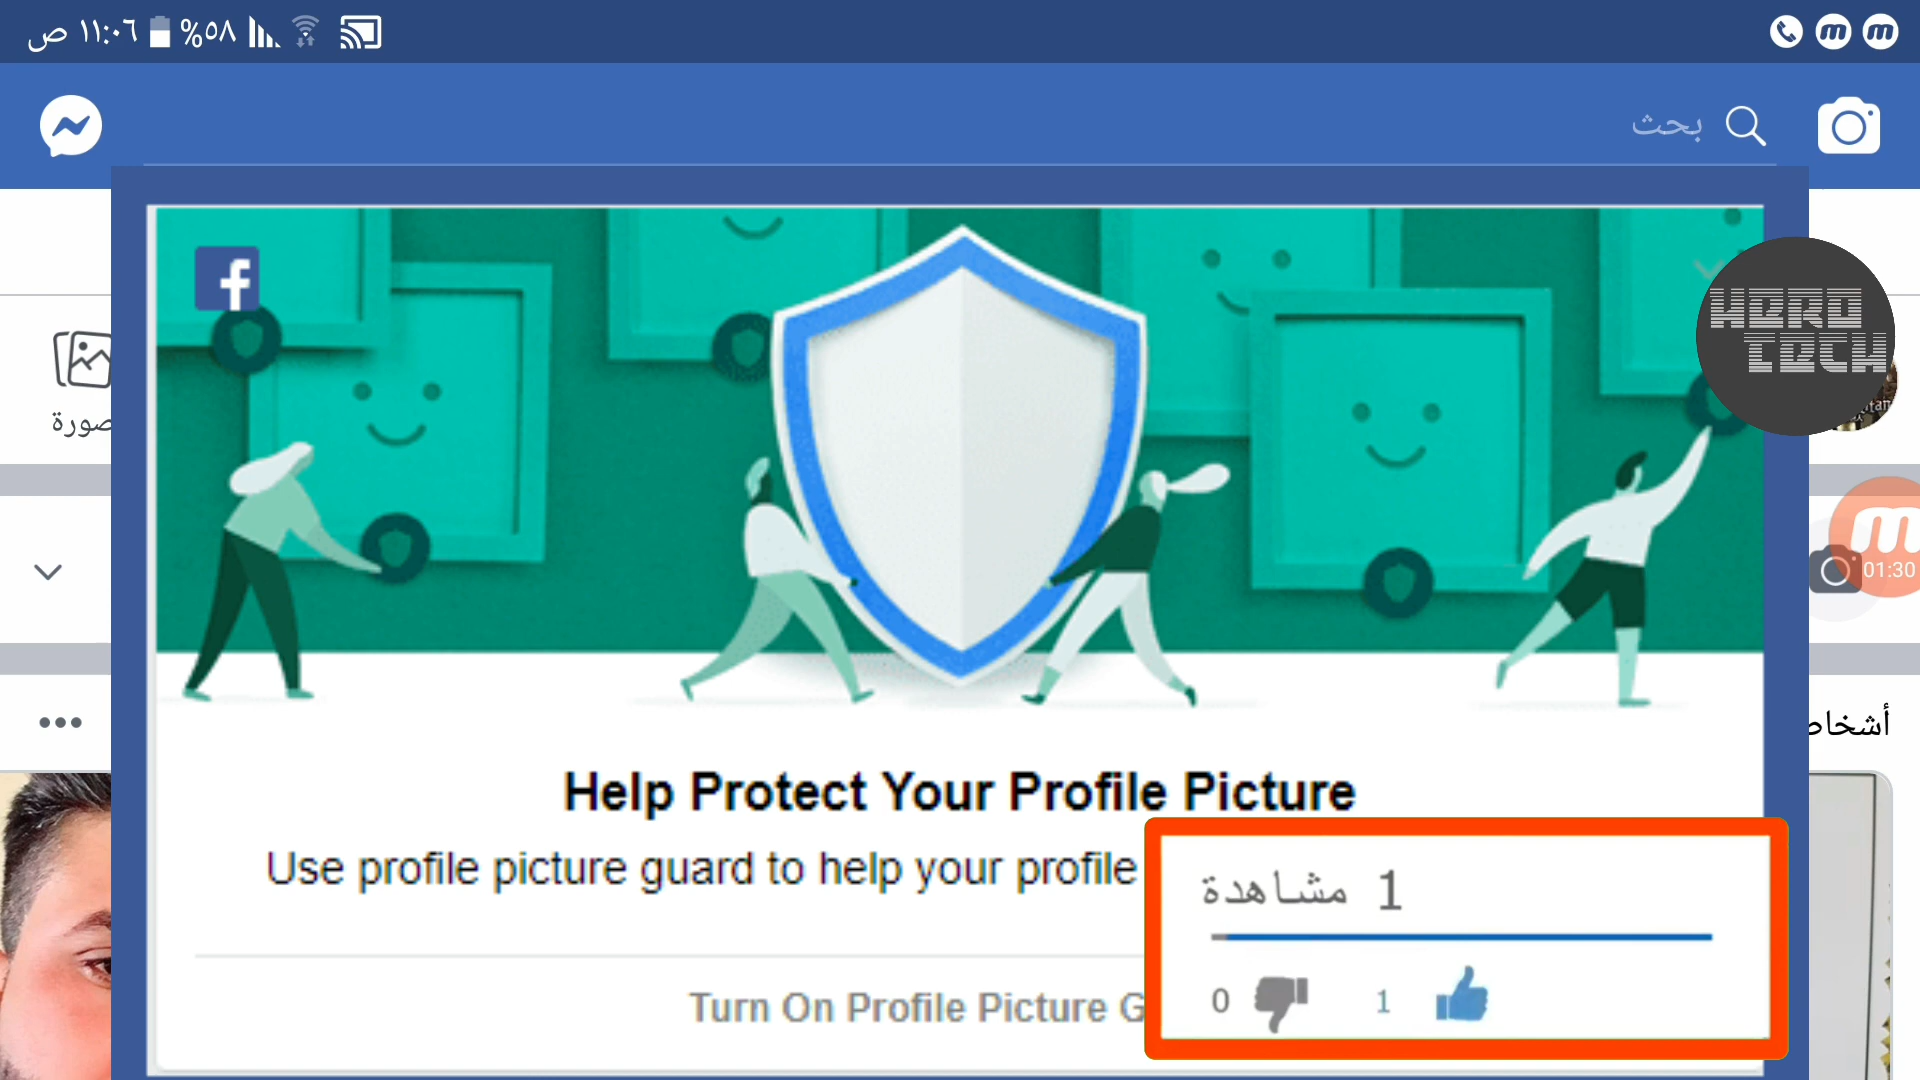 ١١:٠٦ ص
%٥٨
بحث
HERO
TECH
صورة
01:30
Help Protect Your Profile Picture
Use profile picture guard to help your profile
Turn On Profile Picture G
1 مشاهدة
0
1